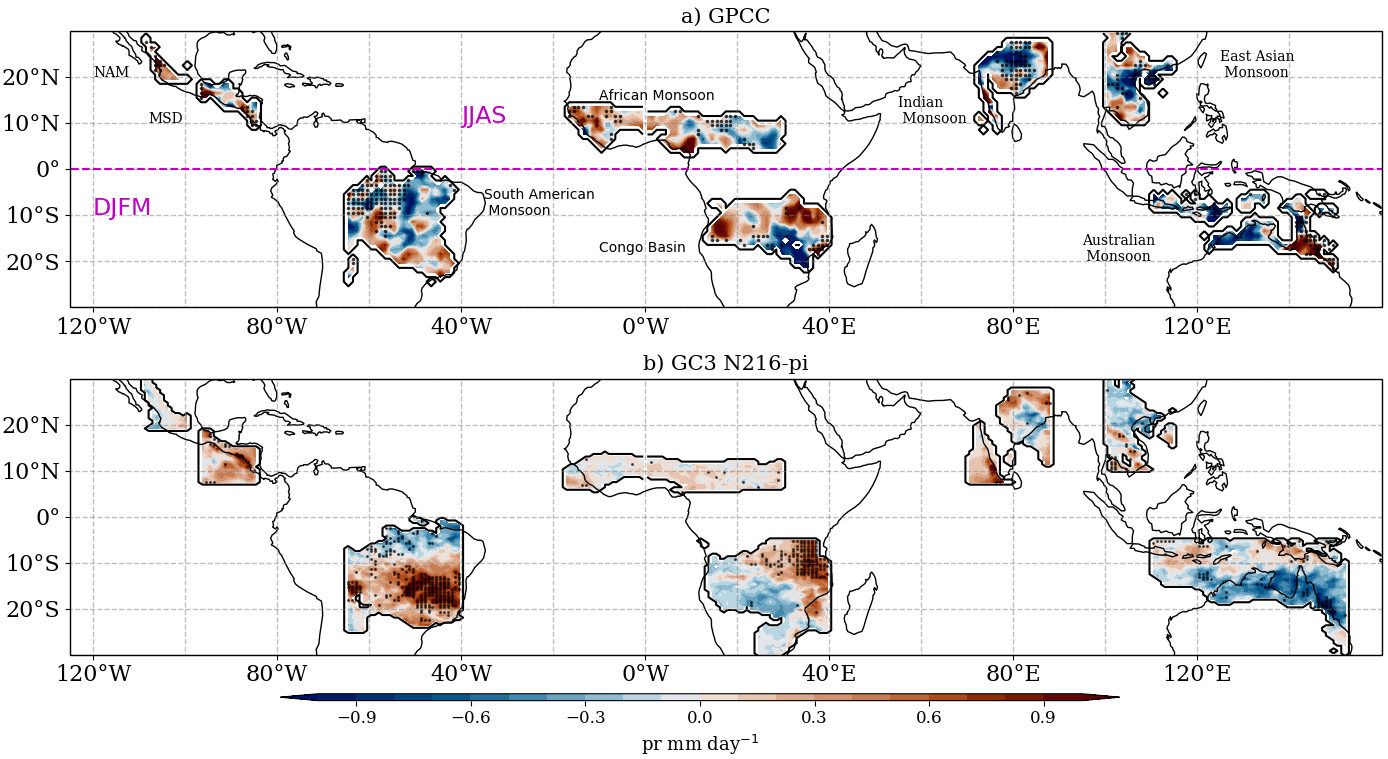 a) GPCC
20°N
10°N
0°
10°S
20°S
NAM
MSD
JJAS
DJFM
African Monsoon
South American
Monsoon
Congo Basin
Indian
Monsoon
East Asian
Monsoon
Australian
Monsoon
120°W
80°W
40°W
0°W
40°E
80°E
120°E
b) GC3 N216-pi
20°N
10°N
0°
10°S
20°S
120°W
80°W
40°W
0°W
40°E
80°E
120°E
−0.9
−0.6
−0.3
0.0
0.3
0.6
0.9
pr mm day⁻¹